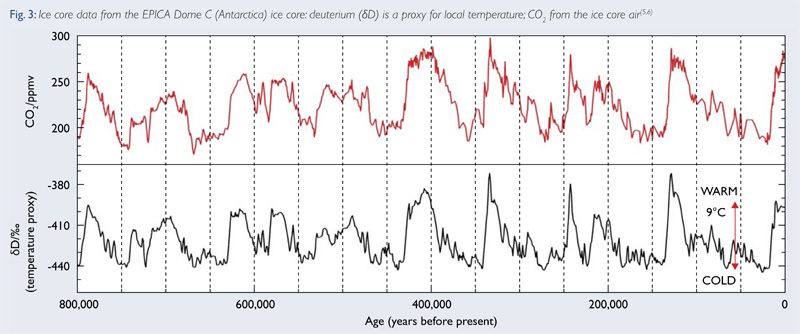 Fig. 3: Ice core data from the EPICA Dome C (Antarctica) ice core: deuterium (δD) is a proxy for local temperature; CO2 from the ice core air(5,6)
300
250
200
CO2/ppmv
-380
-410
-440
δD/‰
(temperature proxy)
WARM
9°C
COLD
800,000 600,000 400,000 200,000 0
Age (years before present)